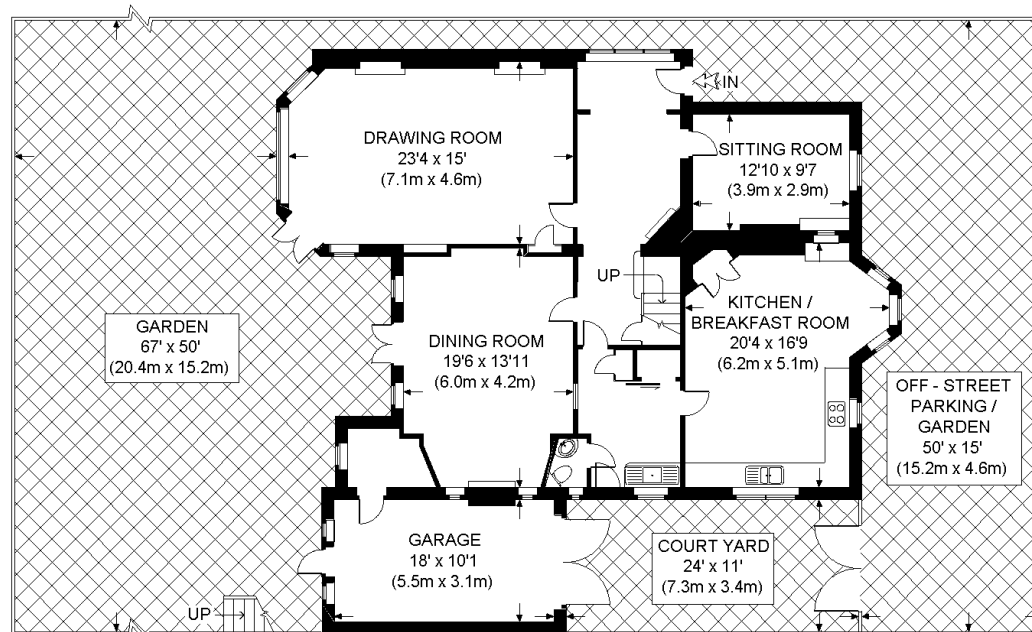 IN
DRAWING ROOM
23'4 x 15'
(7.1m x 4.6m)
SITTING ROOM
12'10 x 9'7
(3.9m x 2.9m)
UP
KITCHEN /
BREAKFAST ROOM
20'4 x 16'9
(6.2m x 5.1m)
GARDEN
67' x 50'
(20.4m x 15.2m)
DINING ROOM
19'6 x 13'11
(6.0m x 4.2m)
OFF - STREET
PARKING /
GARDEN
50' x 15'
(15.2m x 4.6m)
GARAGE
18' x 10'1
(5.5m x 3.1m)
COURT YARD
24' x 11'
(7.3m x 3.4m)
UP